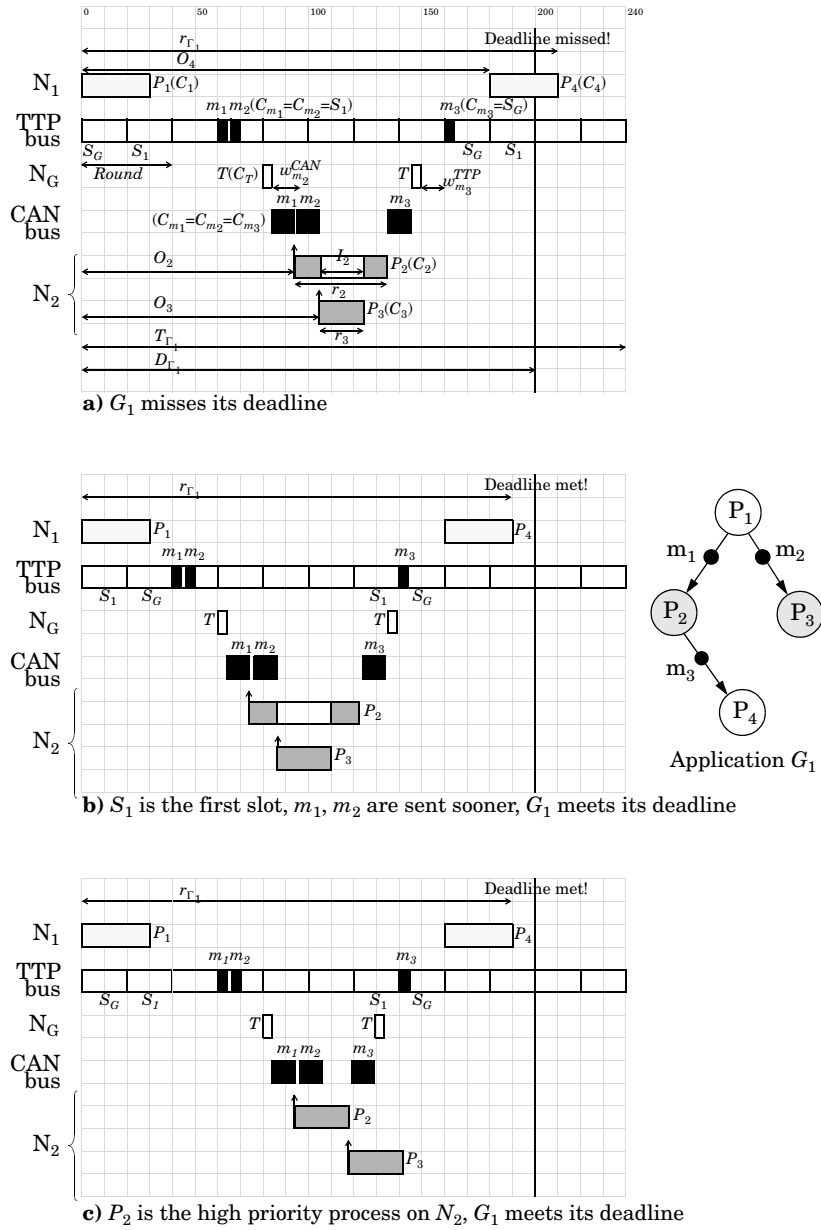 0 50 100 150 200 240
r_Γ1 Deadline missed!
O_4
N_1 P_1(C_1) P_4(C_4)
m_1 m_2(C_m1=C_m2=S_1) m_3(C_m3=S_G)
TTP bus
S_G S_1 S_G S_1
Round
N_G T(C_T) w_m2^CAN T w_m3^TTP
m_1 m_2 m_3
CAN bus (C_m1=C_m2=C_m3)
O_2 I_2 P_2(C_2)
N_2 r_2
O_3 P_3(C_3)
r_3
T_Γ1
D_Γ1
a) G_1 misses its deadline
r_Γ1 Deadline met!
N_1 P_1 P_4
m_1 m_2 m_3
TTP bus
S_1 S_G S_1 S_G
N_G T T
m_1 m_2 m_3
CAN bus
P_2
N_2
P_3
b) S_1 is the first slot, m_1, m_2 are sent sooner, G_1 meets its deadline
P_1
m_1 m_2
P_2 P_3
m_3
P_4
Application G_1
r_Γ1 Deadline met!
N_1 P_1 P_4
m_1 m_2 m_3
TTP bus
S_G S_1 S_1 S_G
N_G T T
m_1 m_2 m_3
CAN bus
P_2
N_2
P_3
c) P_2 is the high priority process on N_2, G_1 meets its deadline